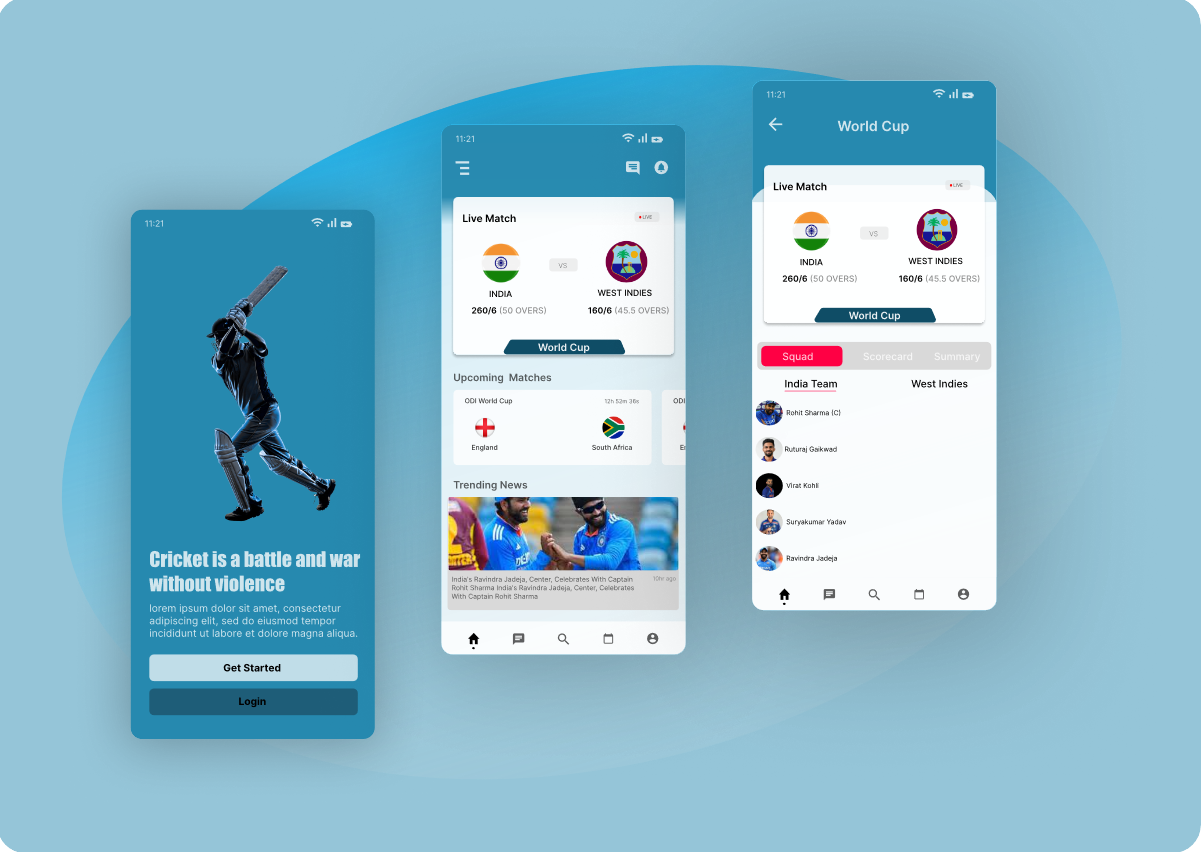 11:21
Cricket is a battle and war
without violence
lorem ipsum dolor sit amet, consectetur
adipiscing elit, sed do eiusmod tempor
incididunt ut labore et dolore magna aliqua.
Get Started
Login
11:21
Live Match
LIVE
VS
INDIA
WEST INDIES
260/6 (50 OVERS)
160/6 (45.5 OVERS)
World Cup
Upcoming Matches
ODI World Cup
12h 52m 36s
ODI
England
South Africa
E
Trending News
India's Ravindra Jadeja, Center, Celebrates With Captain
Rohit Sharma India's Ravindra Jadeja, Center, Celebrates
With Captain Rohit Sharma
10hr ago
11:21
World Cup
Live Match
LIVE
VS
INDIA
WEST INDIES
260/6 (50 OVERS)
160/6 (45.5 OVERS)
World Cup
Squad
Scorecard
Summary
India Team
West Indies
Rohit Sharma (C)
Ruturaj Gaikwad
Virat Kohli
Suryakumar Yadav
Ravindra Jadeja